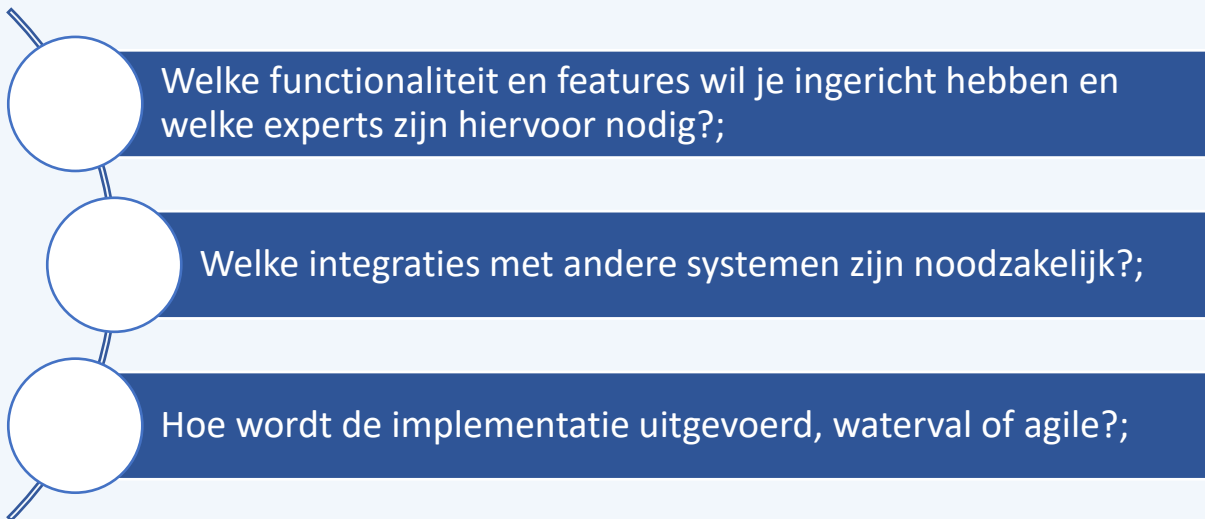 Welke functionaliteit en features wil je ingericht hebben en
welke experts zijn hiervoor nodig?;
Welke integraties met andere systemen zijn noodzakelijk?;
Hoe wordt de implementatie uitgevoerd, waterval of agile?;